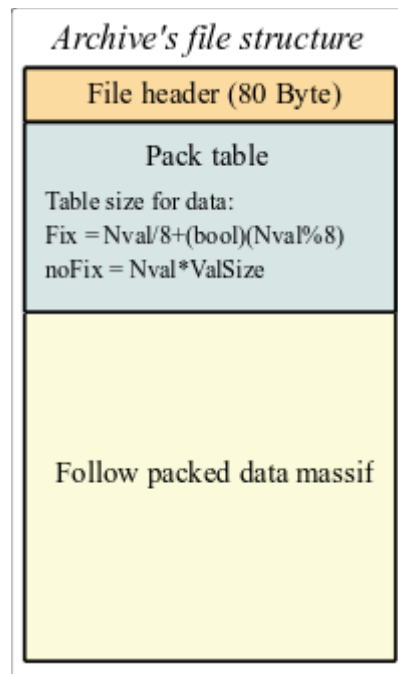 Archive's file structure
File header (80 Byte)
Pack table
Table size for data:
Fix = Nval/8+(bool)(Nval%8)
noFix = Nval*ValSize
Follow packed data massif